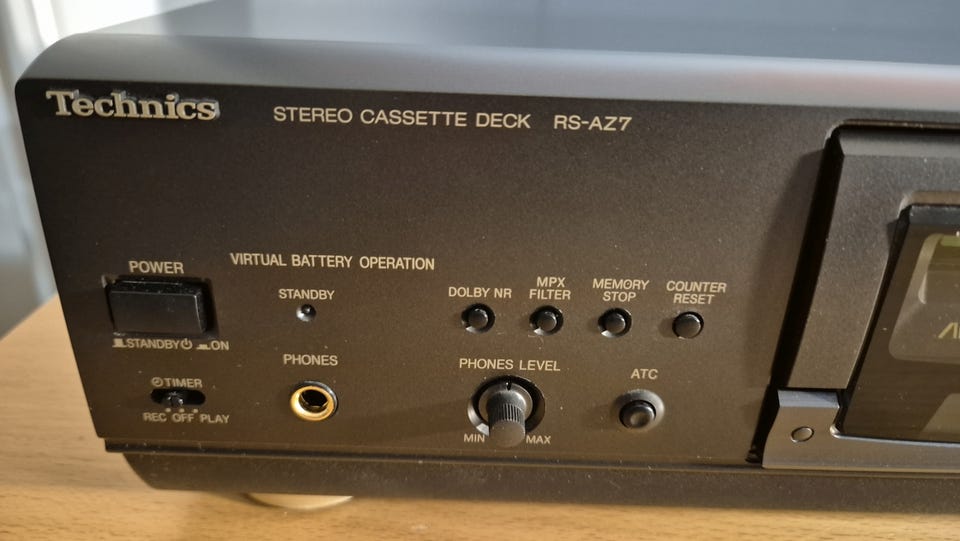 Technics
STEREO CASSETTE DECK RS-AZ7
POWER
VIRTUAL BATTERY OPERATION
STANDBY
DOLBY NR
MPX
FILTER
MEMORY
STOP
COUNTER
RESET
STANDBY ON
PHONES
PHONES LEVEL
ATC
TIMER
REC OFF PLAY
MIN
MAX